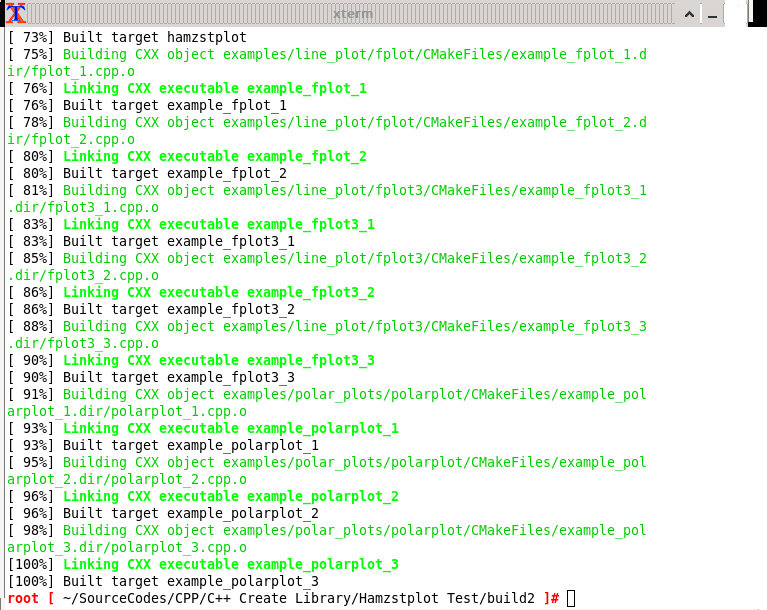 xterm
[ 73%] Built target hamzstplot
[ 75%] Building CXX object examples/line_plot/fplot/CMakeFiles/example_fplot_1.d
ir/fplot_1.cpp.o
[ 76%] Linking CXX executable example_fplot_1
[ 76%] Built target example_fplot_1
[ 78%] Building CXX object examples/line_plot/fplot/CMakeFiles/example_fplot_2.d
ir/fplot_2.cpp.o
[ 80%] Linking CXX executable example_fplot_2
[ 80%] Built target example_fplot_2
[ 81%] Building CXX object examples/line_plot/fplot3/CMakeFiles/example_fplot3_1
.dir/fplot3_1.cpp.o
[ 83%] Linking CXX executable example_fplot3_1
[ 83%] Built target example_fplot3_1
[ 85%] Building CXX object examples/line_plot/fplot3/CMakeFiles/example_fplot3_2
.dir/fplot3_2.cpp.o
[ 86%] Linking CXX executable example_fplot3_2
[ 86%] Built target example_fplot3_2
[ 88%] Building CXX object examples/line_plot/fplot3/CMakeFiles/example_fplot3_3
.dir/fplot3_3.cpp.o
[ 90%] Linking CXX executable example_fplot3_3
[ 90%] Built target example_fplot3_3
[ 91%] Building CXX object examples/polar_plots/polarplot/CMakeFiles/example_pol
arplot_1.dir/polarplot_1.cpp.o
[ 93%] Linking CXX executable example_polarplot_1
[ 93%] Built target example_polarplot_1
[ 95%] Building CXX object examples/polar_plots/polarplot/CMakeFiles/example_pol
arplot_2.dir/polarplot_2.cpp.o
[ 96%] Linking CXX executable example_polarplot_2
[ 96%] Built target example_polarplot_2
[ 98%] Building CXX object examples/polar_plots/polarplot/CMakeFiles/example_pol
arplot_3.dir/polarplot_3.cpp.o
[100%] Linking CXX executable example_polarplot_3
[100%] Built target example_polarplot_3
root [ ~/SourceCodes/CPP/C++ Create Library/Hamzstplot Test/build2 ]#